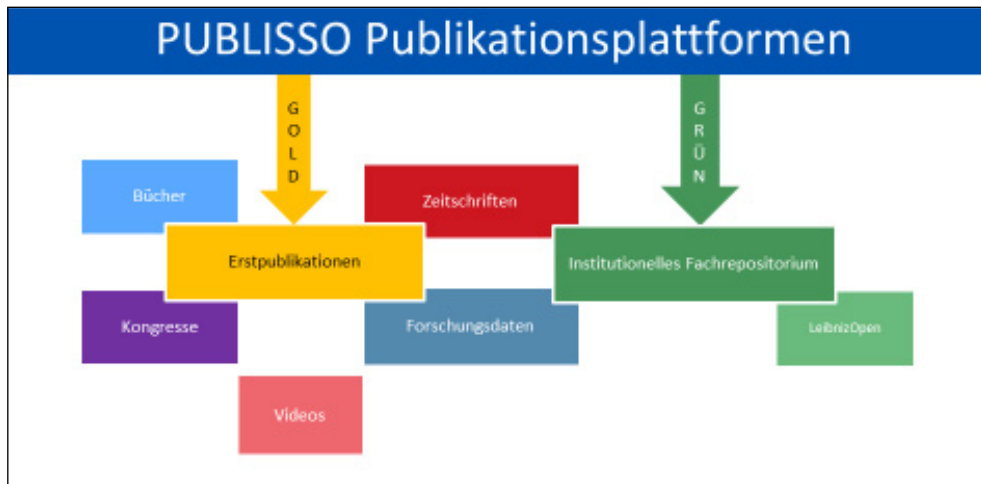 PUBLISSO Publikationsplattformen
GOLD
GRÜN
Bücher
Zeitschriften
Erstpublikationen
Institutionelles Fachrepositorium
Kongresse
Forschungsdaten
LeibnizOpen
Videos